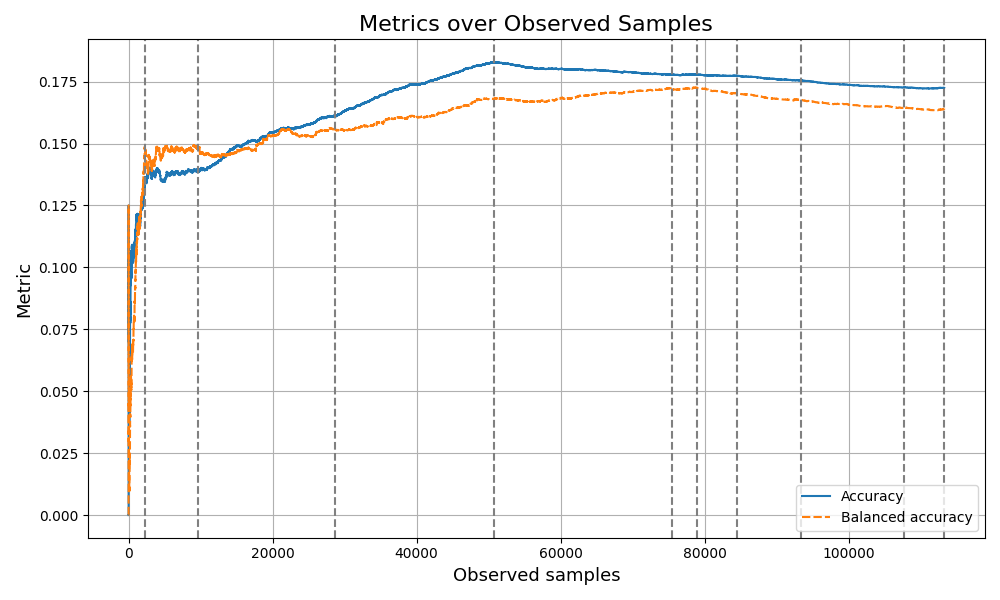 Metrics over Observed Samples
Metric
0.175
0.150
0.125
0.100
0.075
0.050
0.025
0.000
0 20000 40000 60000 80000 100000
Observed samples
Accuracy
Balanced accuracy